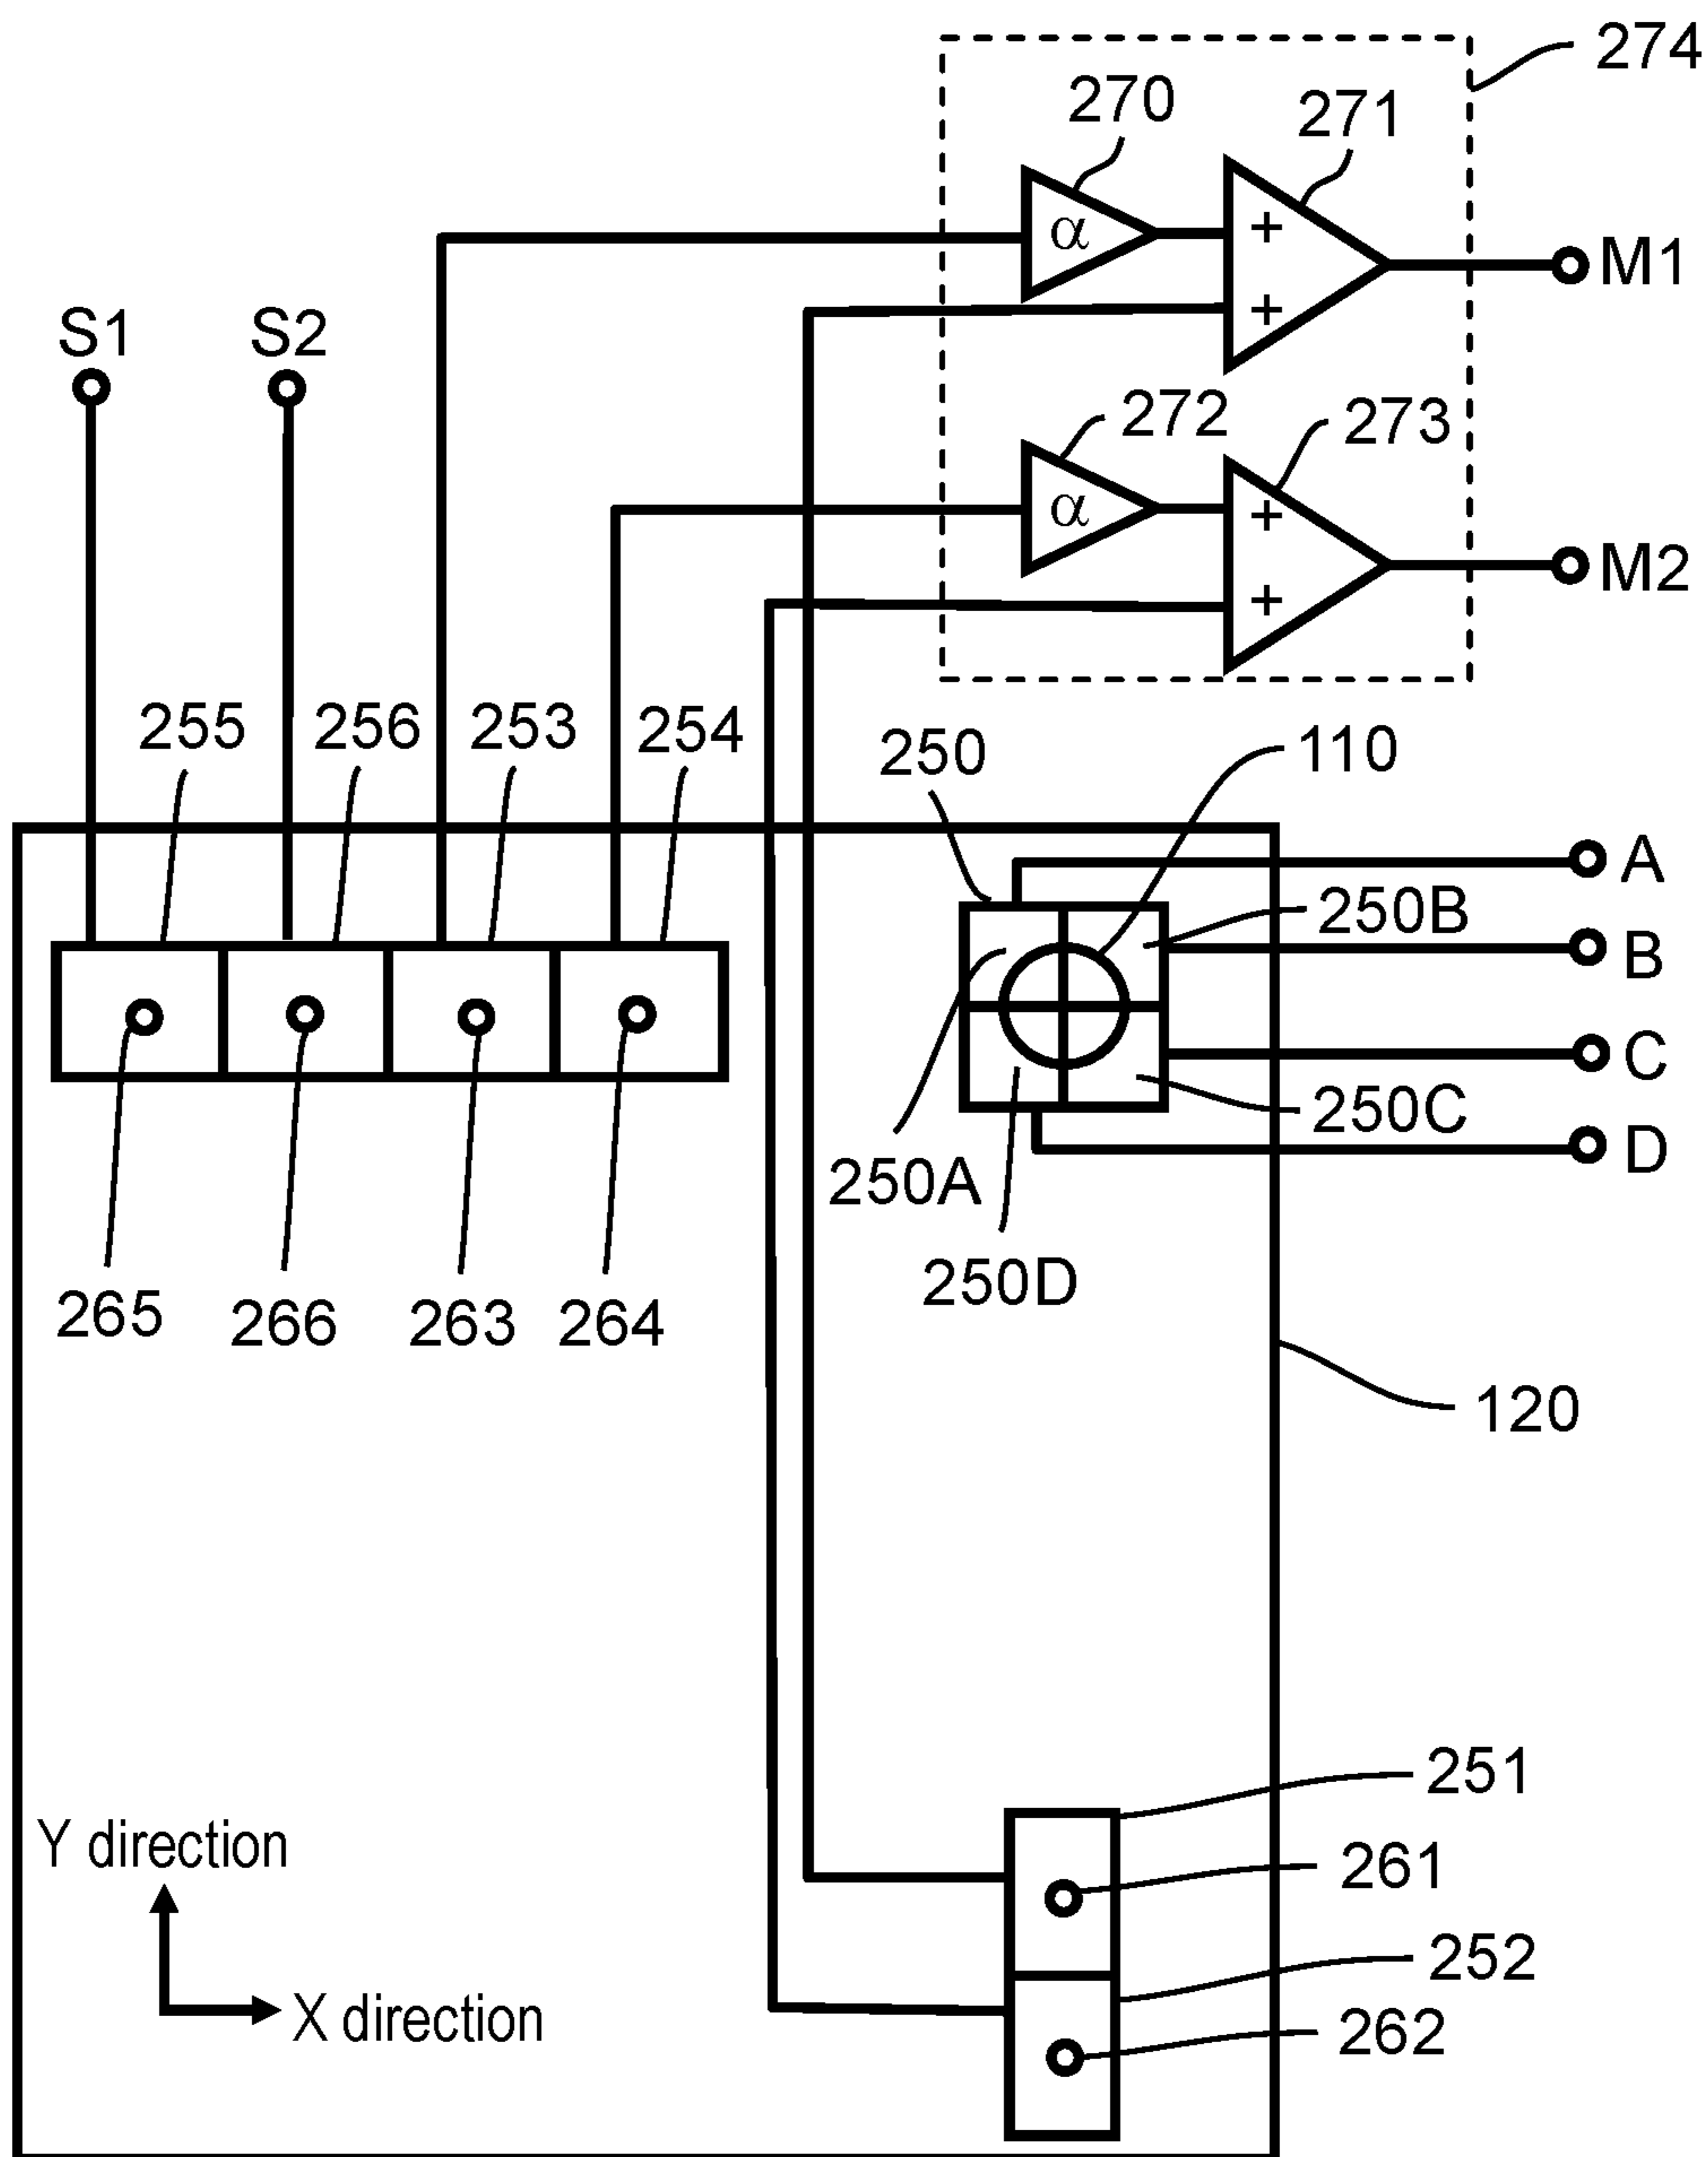 274
270
271
α
+
+
M1
S1
S2
272
273
α
+
+
M2
255
256
253
254
250
110
A
250B
B
C
250C
D
250A
250D
265
266
263
264
120
251
Y direction
261
252
X direction
262